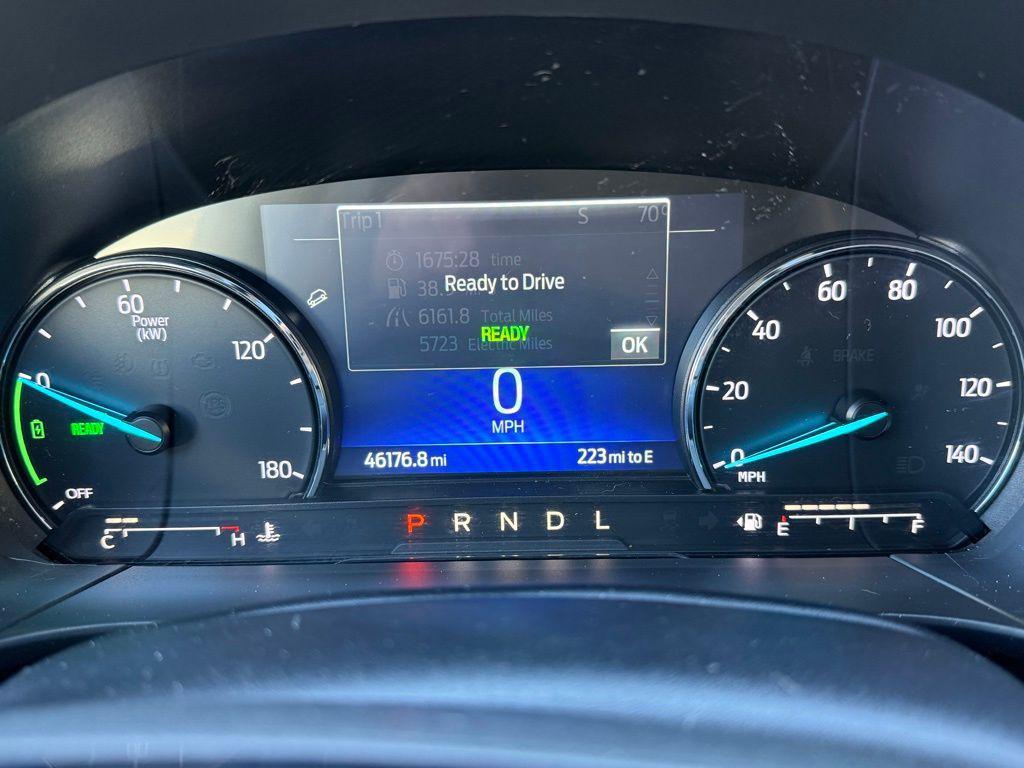 Trip 1 S 70°
1675:28 time
Ready to Drive
6161.8 Total Miles
READY
5723 Electric Miles
OK
0
MPH
46176.8 mi
223 mi to E
60
Power
(kW)
120
0
READY
180
OFF
60 80
40 100
BRAKE
20 120
0 140
MPH
C H
P R N D L
E F